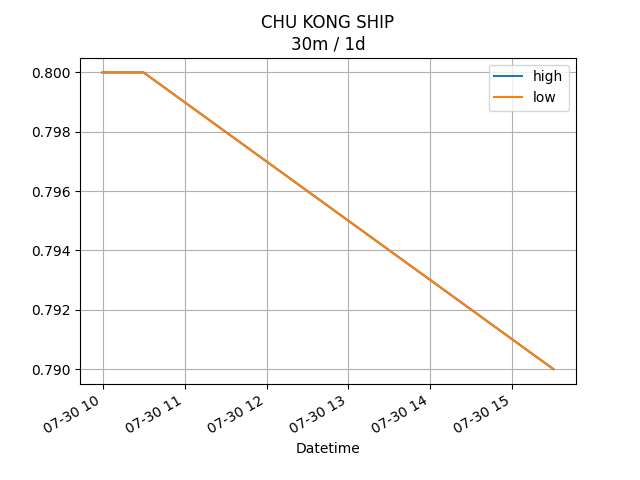 CHU KONG SHIP
30m / 1d
high
low
0.800
0.798
0.796
0.794
0.792
0.790
07-30 10
07-30 11
07-30 12
07-30 13
07-30 14
07-30 15
Datetime